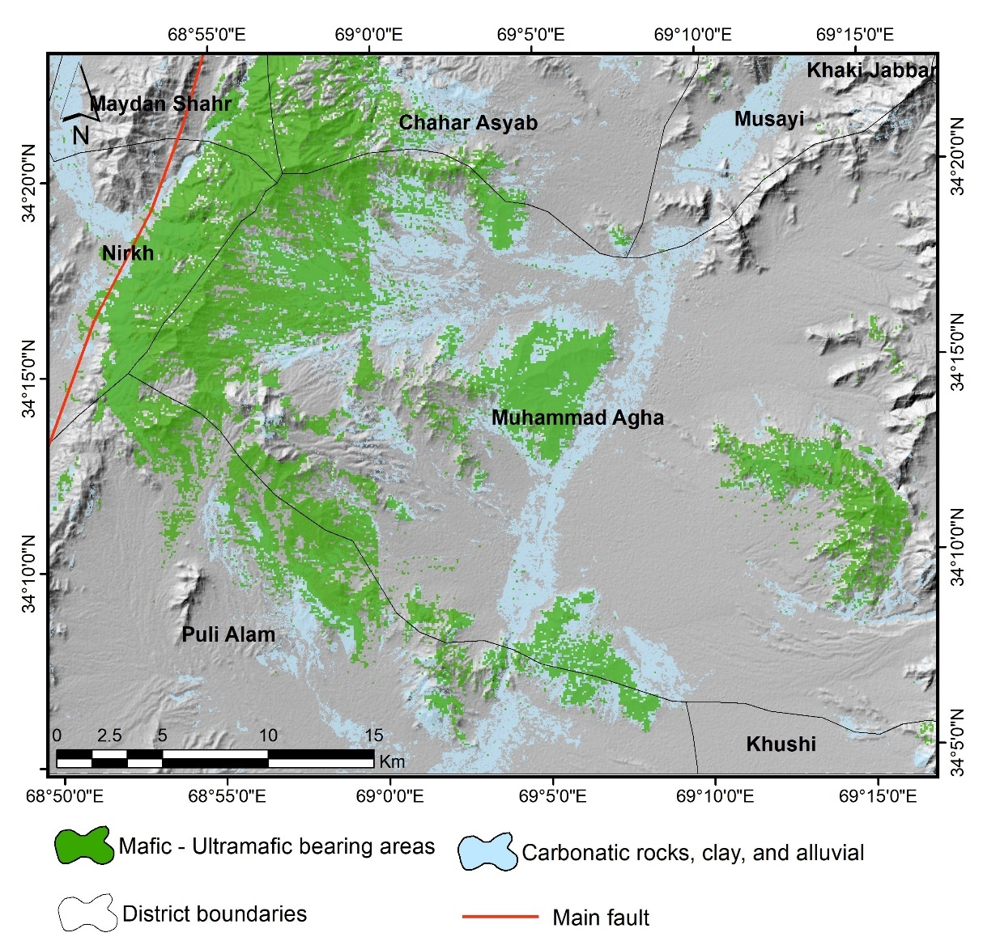 68°55'0"E 69°0'0"E 69°5'0"E 69°10'0"E 69°15'0"E
Khaki Jabbar
Maydan Shahr
N
Chahar Asyab
Musayi
34°20'0"N
34°20'0"N
Nirkh
34°15'0"N
34°15'0"N
Muhammad Agha
34°10'0"N
34°10'0"N
Puli Alam
34°5'0"N
Khushi
0 2.5 5 10 15
Km
68°50'0"E 68°55'0"E 69°0'0"E 69°5'0"E 69°10'0"E 69°15'0"E
Mafic - Ultramafic bearing areas
Carbonatic rocks, clay, and alluvial
District boundaries
Main fault